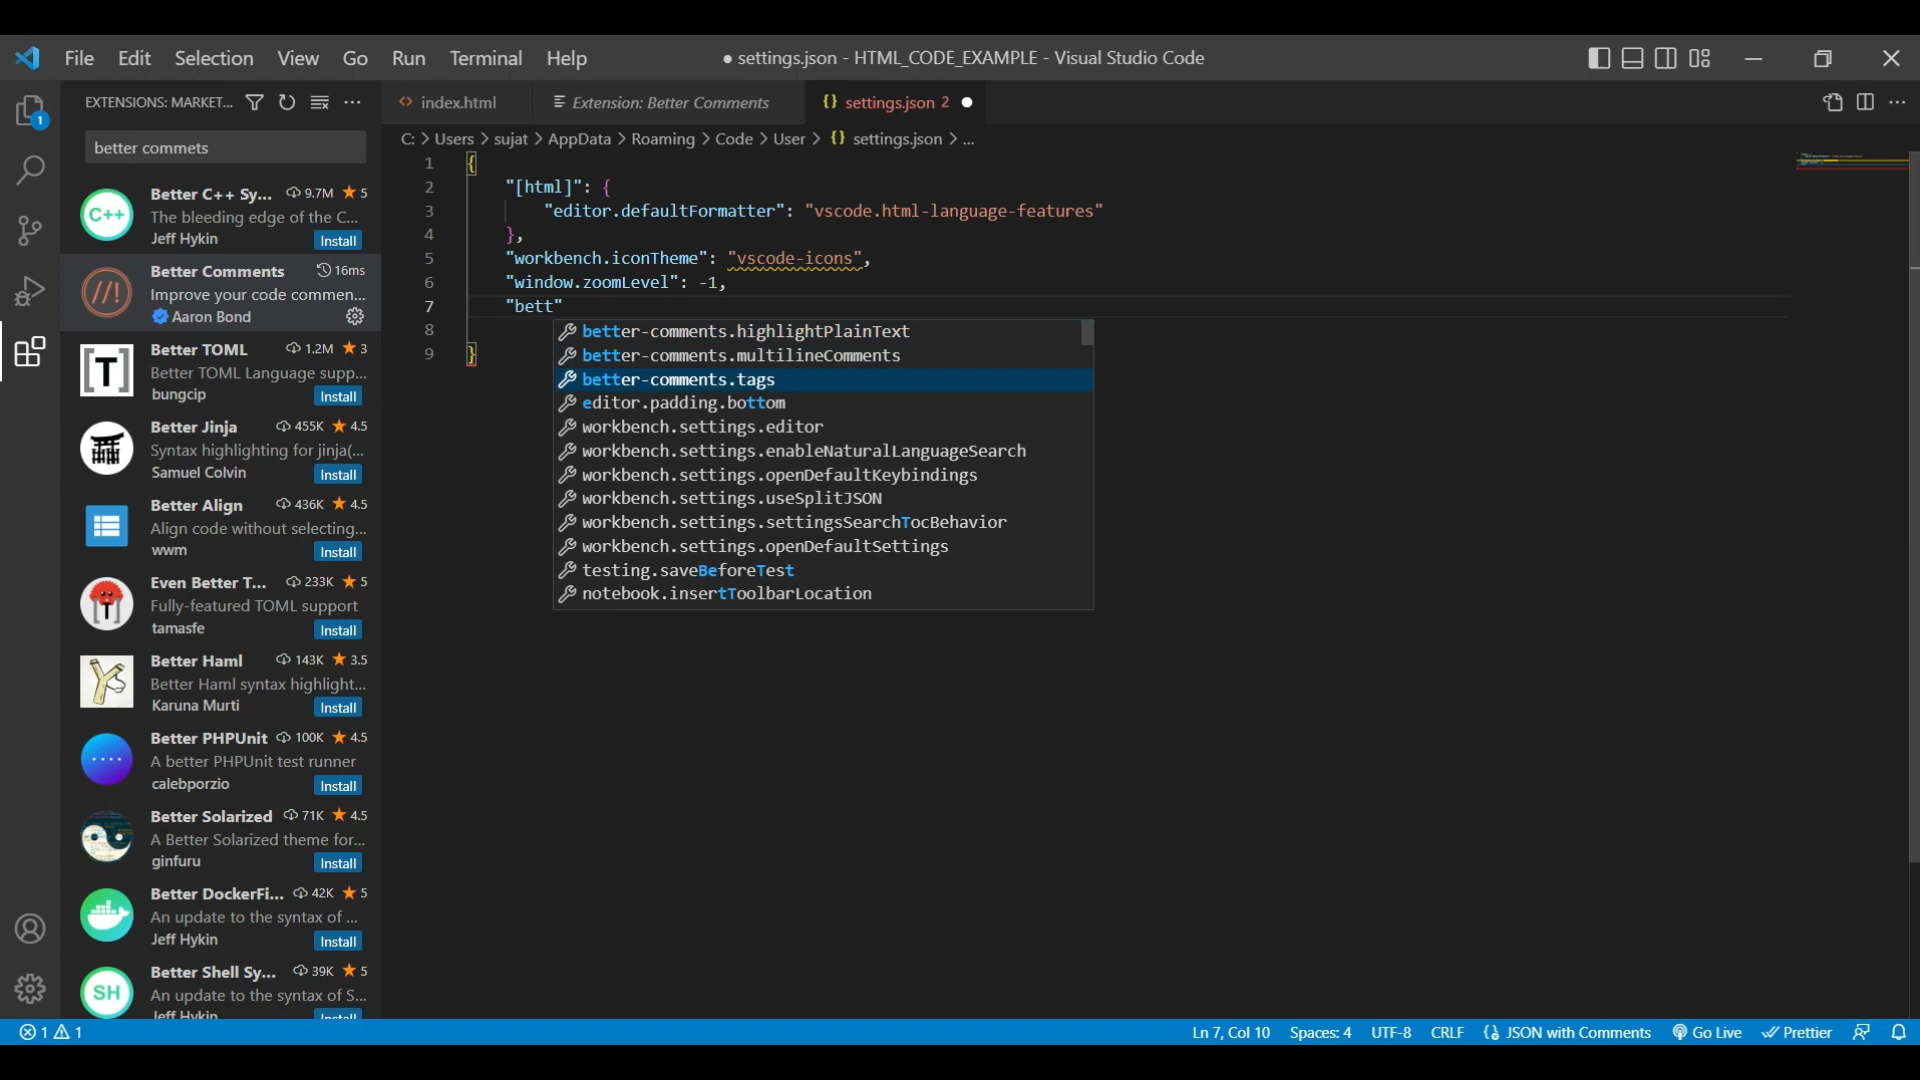 File Edit Selection View Go Run Terminal Help
● settings.json - HTML_CODE_EXAMPLE - Visual Studio Code
EXTENSIONS: MARKET... ...
index.html
Extension: Better Comments
{} settings.json 2 ●
...
C: > Users > sujat > AppData > Roaming > Code > User > {} settings.json > ...
1
better commets
Better C++ Sy... 9.7M ★ 5
C++
The bleeding edge of the C...
Jeff Hykin Install
Better Comments 16ms
//!
Improve your code commen...
Aaron Bond
Better TOML 1.2M ★ 3
[T]
Better TOML Language supp...
bungcip Install
Better Jinja 455K ★ 4.5
Syntax highlighting for jinja(...
Samuel Colvin Install
Better Align 436K ★ 4.5
Align code without selecting...
wwm Install
Even Better T... 233K ★ 5
Fully-featured TOML support
tamasfe Install
Better Haml 143K ★ 3.5
Better Haml syntax highlight...
Karuna Murti Install
Better PHPUnit 100K ★ 4.5
A better PHPUnit test runner
calebporzio Install
Better Solarized 71K ★ 4.5
A Better Solarized theme for...
ginfuru Install
Better DockerFi... 42K ★ 5
An update to the syntax of ...
Jeff Hykin Install
Better Shell Sy... 39K ★ 5
SH
An update to the syntax of S...
Jeff Hykin Install
1 {
2 "[html]": {
3 "editor.defaultFormatter": "vscode.html-language-features"
4 },
5 "workbench.iconTheme": "vscode-icons",
6 "window.zoomLevel": -1,
7 "bett"
8
9 }
better-comments.highlightPlainText
better-comments.multilineComments
better-comments.tags
editor.padding.bottom
workbench.settings.editor
workbench.settings.enableNaturalLanguageSearch
workbench.settings.openDefaultKeybindings
workbench.settings.useSplitJSON
workbench.settings.settingsSearchTocBehavior
workbench.settings.openDefaultSettings
testing.saveBeforeTest
notebook.insertToolbarLocation
1 1
Ln 7, Col 10 Spaces: 4 UTF-8 CRLF {} JSON with Comments Go Live Prettier